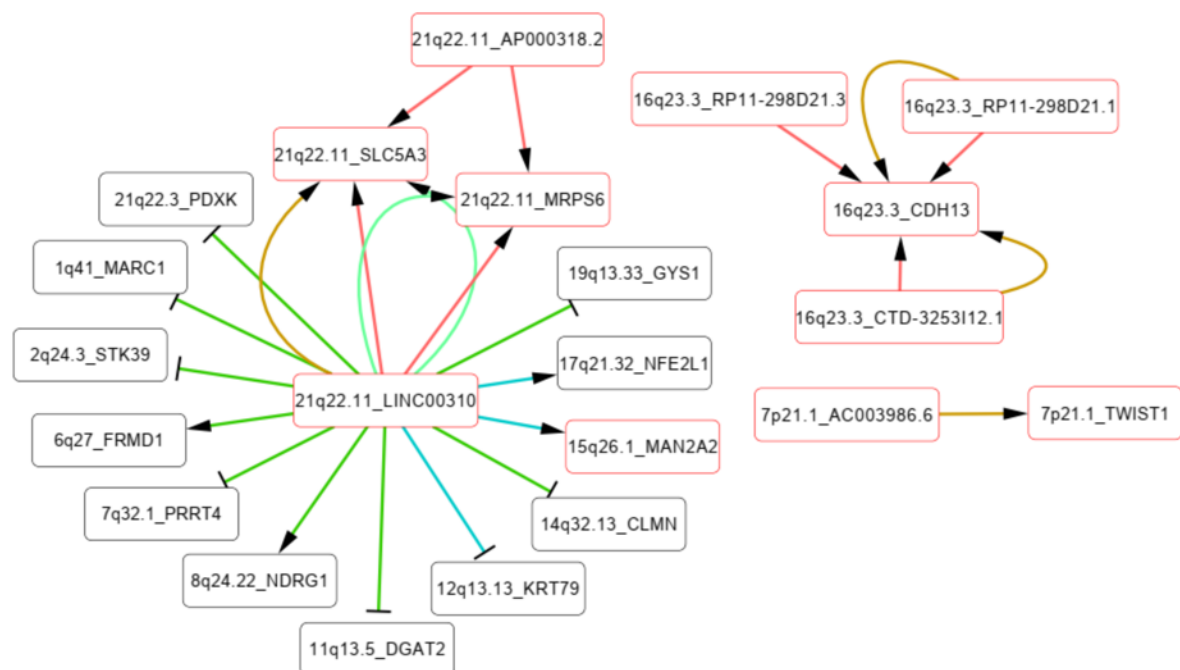 21q22.11_AP000318.2
16q23.3_RP11-298D21.3
16q23.3_RP11-298D21.1
21q22.11_SLC5A3
21q22.3_PDXK
21q22.11_MRPS6
16q23.3_CDH13
1q41_MARC1
19q13.33_GYS1
16q23.3_CTD-3253I12.1
2q24.3_STK39
17q21.32_NFE2L1
21q22.11_LINC00310
7p21.1_AC003986.6
7p21.1_TWIST1
6q27_FRMD1
15q26.1_MAN2A2
7q32.1_PRRT4
14q32.13_CLMN
8q24.22_NDRG1
12q13.13_KRT79
11q13.5_DGAT2